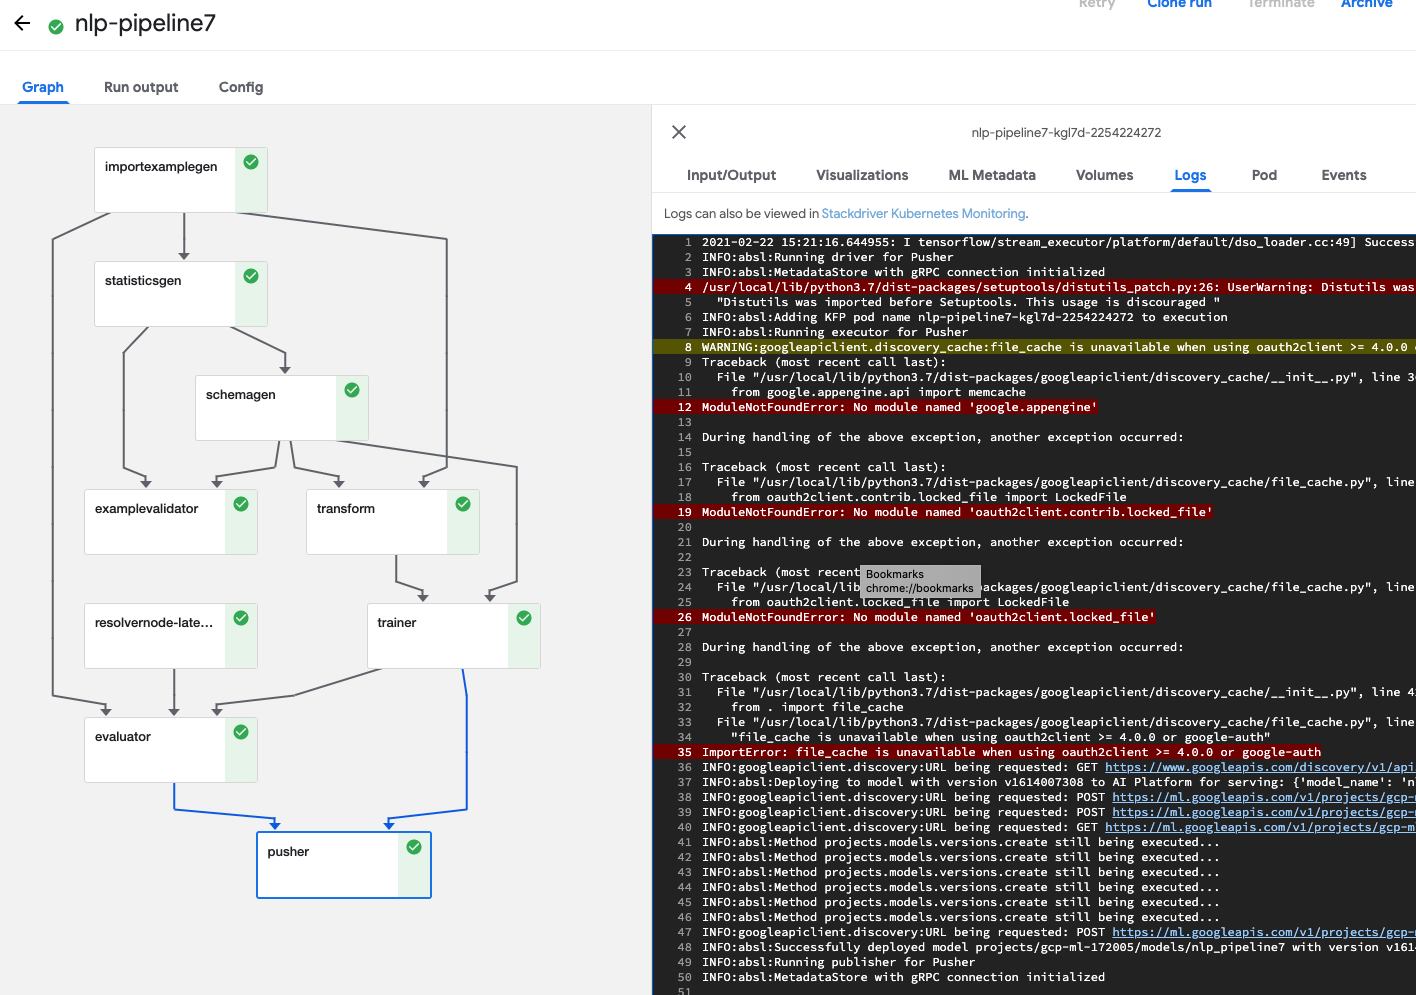 nlp-pipeline7
Retry
Clone run
Terminate
Archive
Graph
Run output
Config
importexamplegen
statisticsgen
schemagen
examplevalidator
transform
resolvernode-late...
trainer
evaluator
pusher
nlp-pipeline7-kgl7d-2254224272
Input/Output
Visualizations
ML Metadata
Volumes
Logs
Pod
Events
Logs can also be viewed in Stackdriver Kubernetes Monitoring.
1 2021-02-22 15:21:16.644955: I tensorflow/stream_executor/platform/default/dso_loader.cc:49] Success
2 INFO:absl:Running driver for Pusher
3 INFO:absl:MetadataStore with gRPC connection initialized
4 /usr/local/lib/python3.7/dist-packages/setuptools/distutils_patch.py:26: UserWarning: Distutils was
5 "Distutils was imported before Setuptools. This usage is discouraged "
6 INFO:absl:Adding KFP pod name nlp-pipeline7-kgl7d-2254224272 to execution
7 INFO:absl:Running executor for Pusher
8 WARNING:googleapiclient.discovery_cache:file_cache is unavailable when using oauth2client >= 4.0.0
9 Traceback (most recent call last):
10 File "/usr/local/lib/python3.7/dist-packages/googleapiclient/discovery_cache/__init__.py", line
11 from google.appengine.api import memcache
12 ModuleNotFoundError: No module named 'google.appengine'
13
14 During handling of the above exception, another exception occurred:
15
16 Traceback (most recent call last):
17 File "/usr/local/lib/python3.7/dist-packages/googleapiclient/discovery_cache/file_cache.py", line
18 from oauth2client.contrib.locked_file import LockedFile
19 ModuleNotFoundError: No module named 'oauth2client.contrib.locked_file'
20
21 During handling of the above exception, another exception occurred:
22
23 Traceback (most recent
Bookmarks
chrome://bookmarks
24 File "/usr/local/lib ackages/googleapiclient/discovery_cache/file_cache.py", line
25 from oauth2client.locked_file import LockedFile
26 ModuleNotFoundError: No module named 'oauth2client.locked_file'
27
28 During handling of the above exception, another exception occurred:
29
30 Traceback (most recent call last):
31 File "/usr/local/lib/python3.7/dist-packages/googleapiclient/discovery_cache/__init__.py", line
32 from . import file_cache
33 File "/usr/local/lib/python3.7/dist-packages/googleapiclient/discovery_cache/file_cache.py", line
34 "file_cache is unavailable when using oauth2client >= 4.0.0 or google-auth"
35 ImportError: file_cache is unavailable when using oauth2client >= 4.0.0 or google-auth
36 INFO:googleapiclient.discovery:URL being requested: GET https://www.googleapis.com/discovery/v1/api
37 INFO:absl:Deploying to model with version v1614007308 to AI Platform for serving: {'model_name': 'n
38 INFO:googleapiclient.discovery:URL being requested: POST https://ml.googleapis.com/v1/projects/gcp-
39 INFO:googleapiclient.discovery:URL being requested: POST https://ml.googleapis.com/v1/projects/gcp-
40 INFO:googleapiclient.discovery:URL being requested: GET https://ml.googleapis.com/v1/projects/gcp-m
41 INFO:absl:Method projects.models.versions.create still being executed...
42 INFO:absl:Method projects.models.versions.create still being executed...
43 INFO:absl:Method projects.models.versions.create still being executed...
44 INFO:absl:Method projects.models.versions.create still being executed...
45 INFO:absl:Method projects.models.versions.create still being executed...
46 INFO:absl:Method projects.models.versions.create still being executed...
47 INFO:googleapiclient.discovery:URL being requested: POST https://ml.googleapis.com/v1/projects/gcp-
48 INFO:absl:Successfully deployed model projects/gcp-ml-172005/models/nlp_pipeline7 with version v161
49 INFO:absl:Running publisher for Pusher
50 INFO:absl:MetadataStore with gRPC connection initialized
51